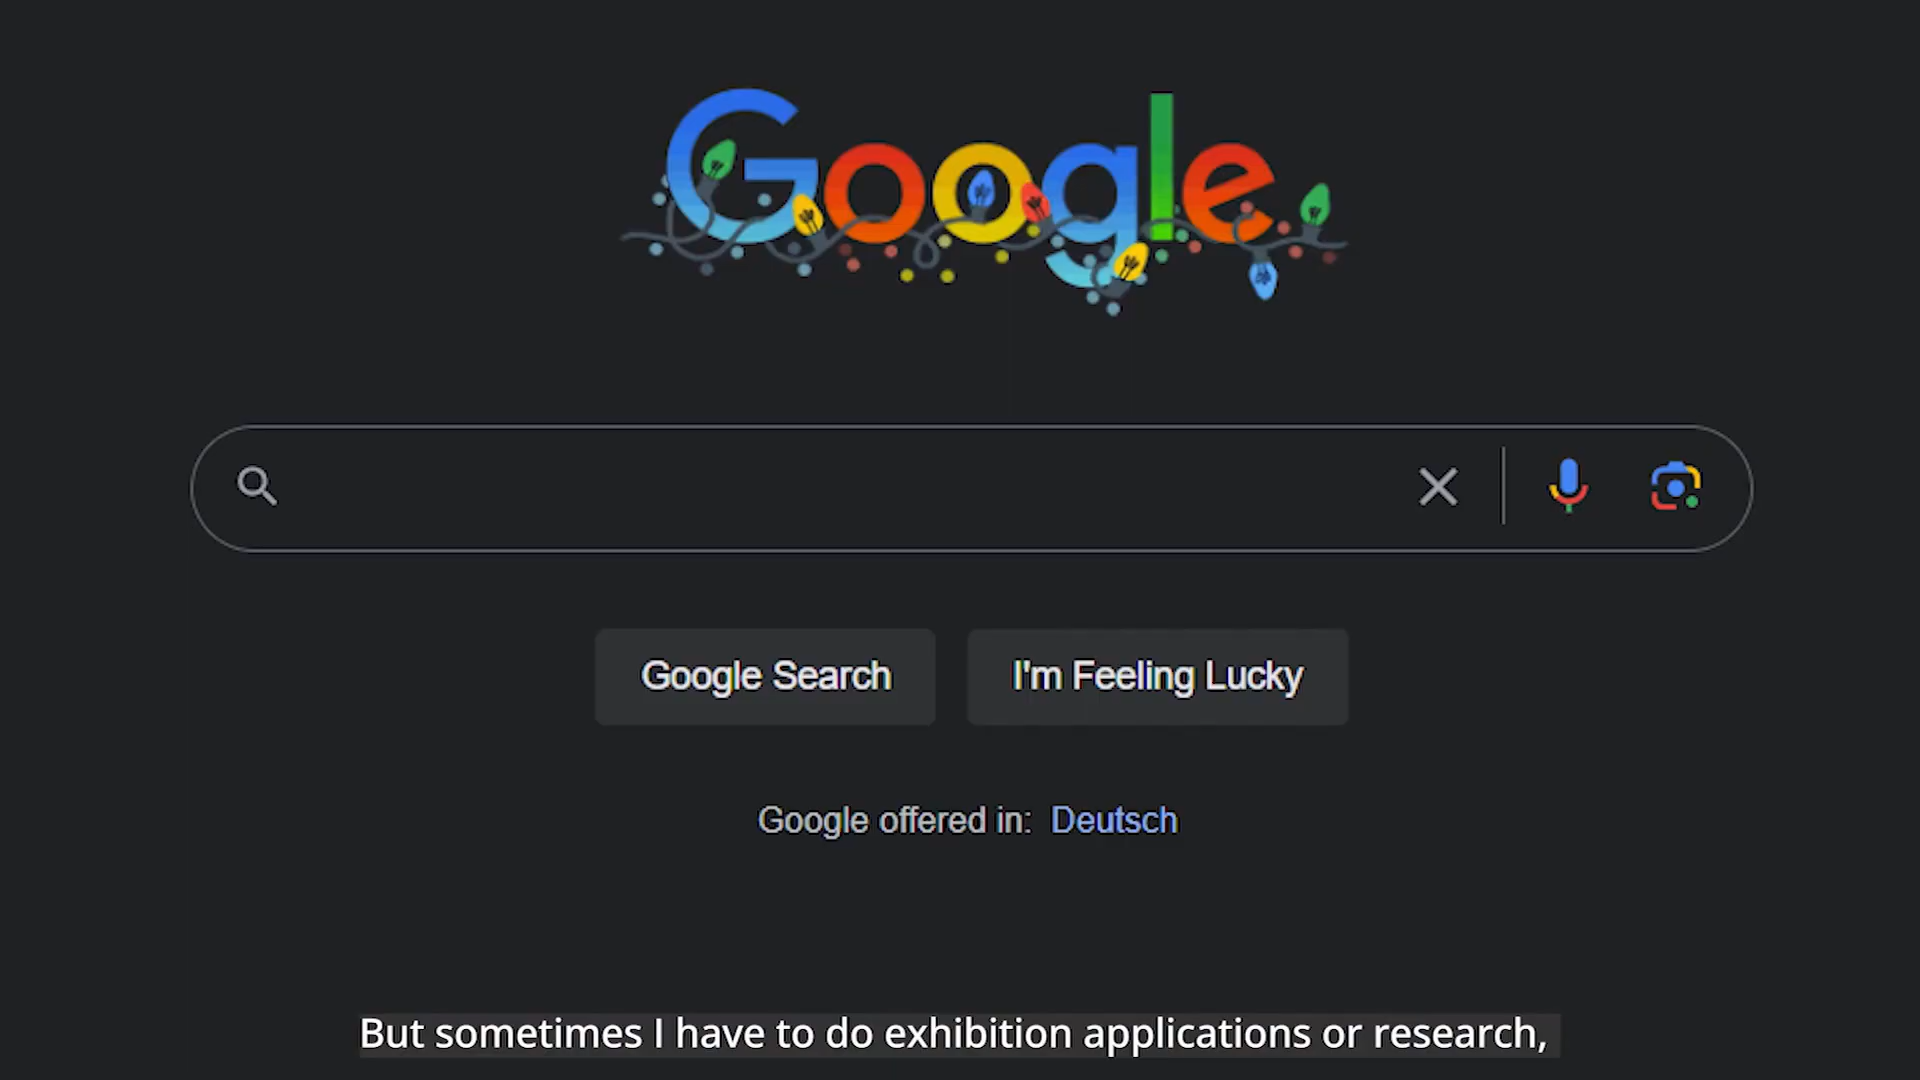 Google
Google Search
I'm Feeling Lucky
Google offered in: Deutsch
But sometimes I have to do exhibition applications or research,